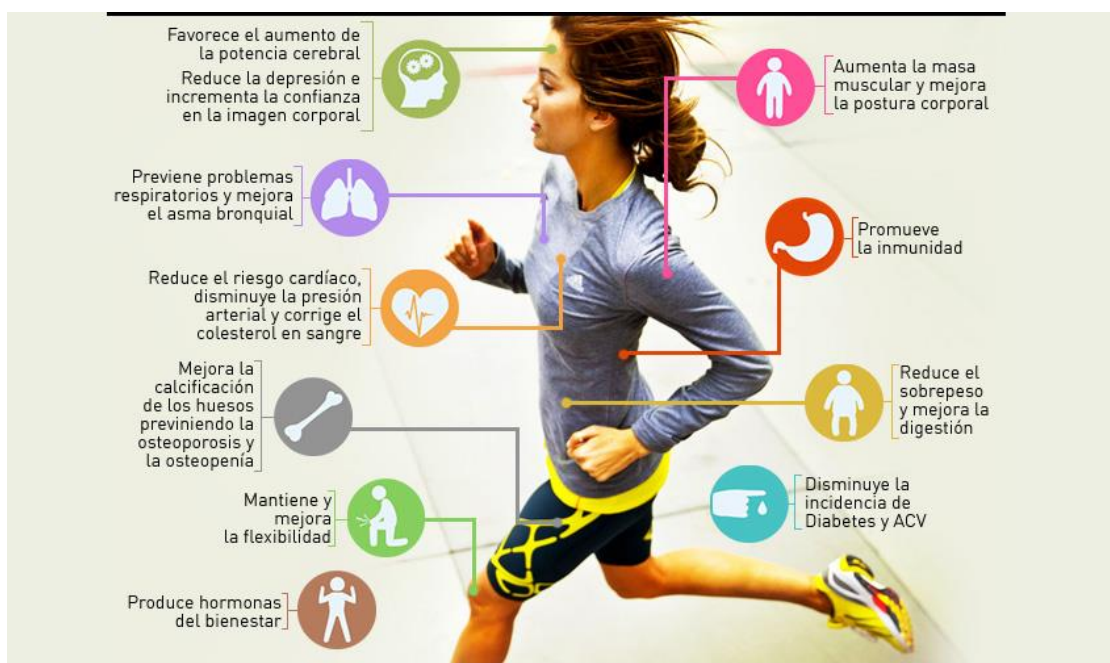 Favorece el aumento de
la potencia cerebral
Reduce la depresión e
incrementa la confianza
en la imagen corporal
Previene problemas
respiratorios y mejora
el asma bronquial
Reduce el riesgo cardíaco,
disminuye la presión
arterial y corrige el
colesterol en sangre
Mejora la
calcificación
de los huesos
previniendo la
osteoporosis y
la osteopenía
Mantiene y
mejora
la flexibilidad
Produce hormonas
del bienestar
Aumenta la masa
muscular y mejora
la postura corporal
Promueve
la inmunidad
Reduce el
sobrepeso
y mejora la
digestión
Disminuye la
incidencia de
Diabetes y ACV